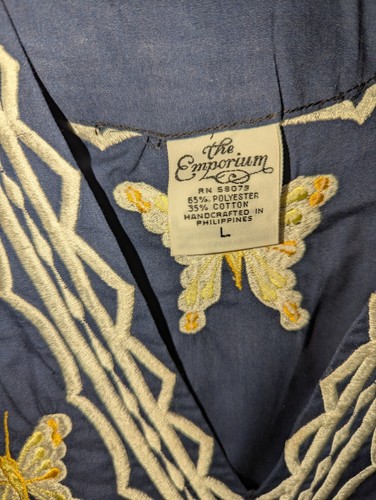 the
Emporium
RN 58079
65% POLYESTER
35% COTTON
HANDCRAFTED IN
PHILIPPINES
L